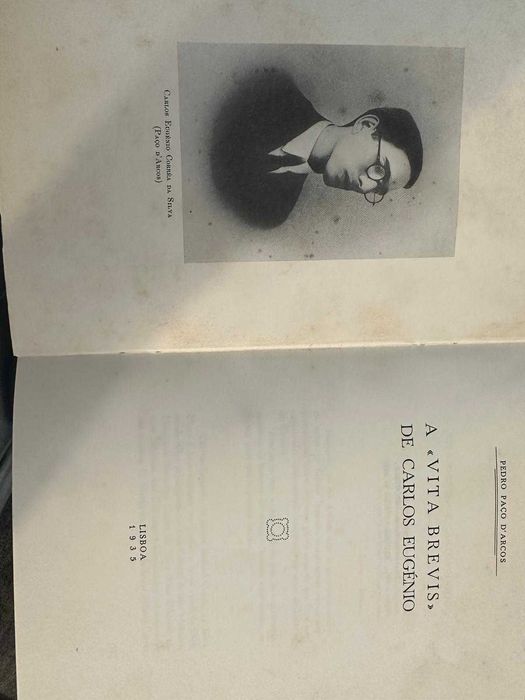 CARLOS EUGÉNIO CORRÊA DA SILVA
(PAÇO D'ARCOS)
PEDRO PAÇO D'ARCOS
A «VITA BREVIS»
DE CARLOS EUGÉNIO
LISBOA
1935